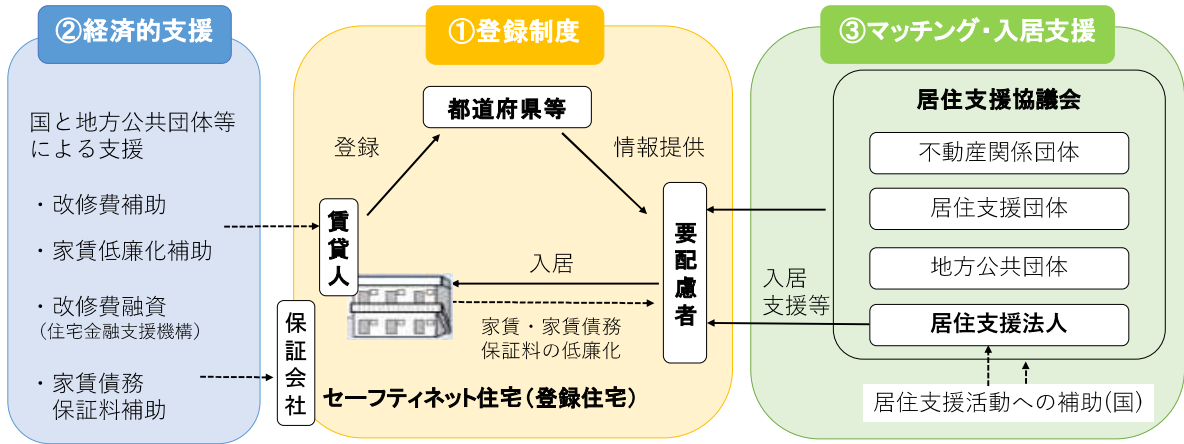 ②経済的支援
国と地方公共団体等
による支援
・改修費補助
・家賃低廉化補助
・改修費融資
（住宅金融支援機構）
・家賃債務
保証料補助
①登録制度
都道府県等
登録
情報提供
賃貸人
要配慮者
入居
家賃・家賃債務
保証料の低廉化
保証会社
セーフティネット住宅（登録住宅）
③マッチング・入居支援
居住支援協議会
不動産関係団体
居住支援団体
地方公共団体
居住支援法人
入居
支援等
居住支援活動への補助(国)